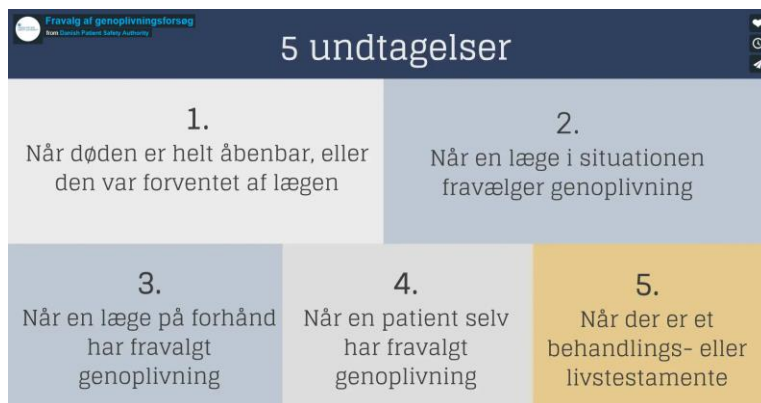 Fravalg af genoplivningsforsøg
from Danish Patient Safety Authority
5 undtagelser
1.
Når døden er helt åbenbar, eller
den var forventet af lægen
2.
Når en læge i situationen
fravælger genoplivning
3.
Når en læge på forhånd
har fravalgt
genoplivning
4.
Når en patient selv
har fravalgt
genoplivning
5.
Når der er et
behandlings- eller
livstestamente